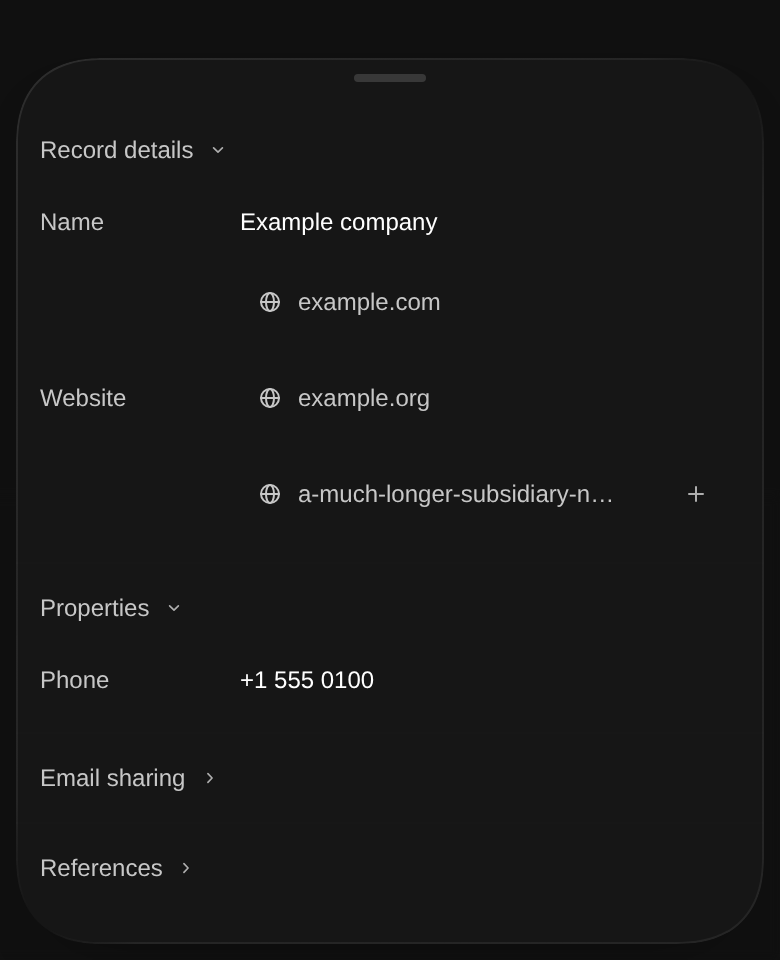 Record details
Name Example company
example.com
Website example.org
a-much-longer-subsidiary-n…
Properties
Phone +1 555 0100
Email sharing
References